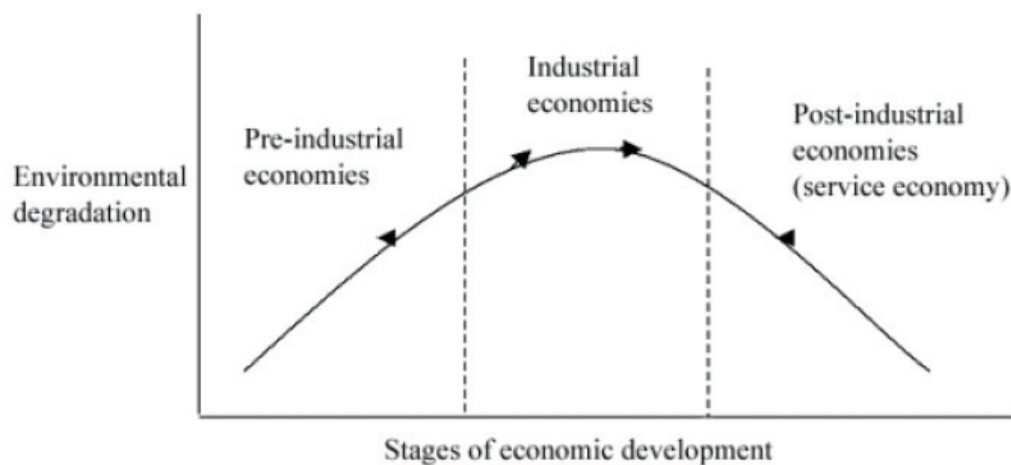 Industrial
economies
Pre-industrial
economies
Post-industrial
economies
(service economy)
Environmental
degradation
Stages of economic development